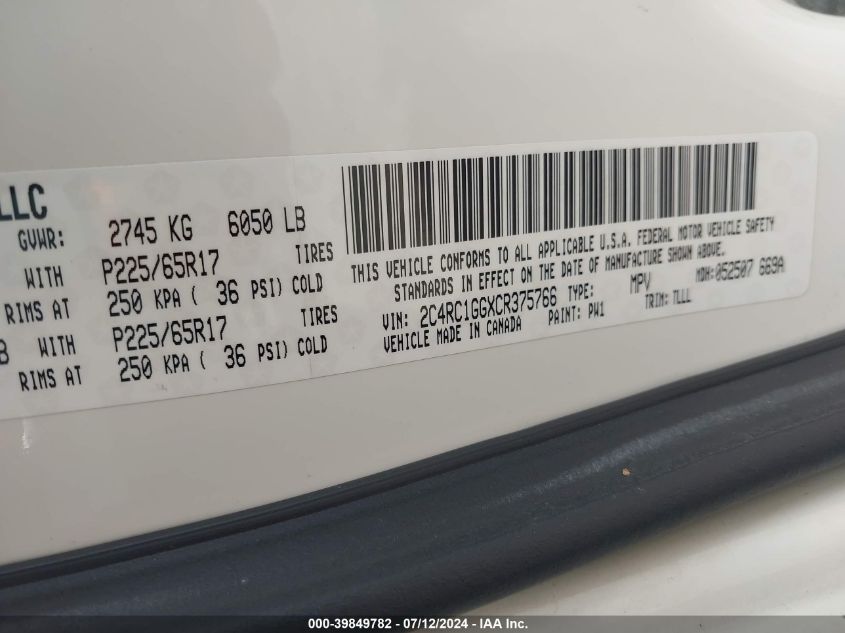 LLC
GVWR: 2745 KG 6050 LB
WITH P225/65R17 TIRES
RIMS AT 250 KPA ( 36 PSI) COLD
B WITH P225/65R17 TIRES
RIMS AT 250 KPA ( 36 PSI) COLD
THIS VEHICLE CONFORMS TO ALL APPLICABLE U.S.A. FEDERAL MOTOR VEHICLE SAFETY
STANDARDS IN EFFECT ON THE DATE OF MANUFACTURE SHOWN ABOVE.
VIN: 2C4RC1GGXCR375766 TYPE: MPV MDH:052507 669A
VEHICLE MADE IN CANADA PAINT: PW1 TRIM: TLLL
000-39849782 - 07/12/2024 - IAA Inc.